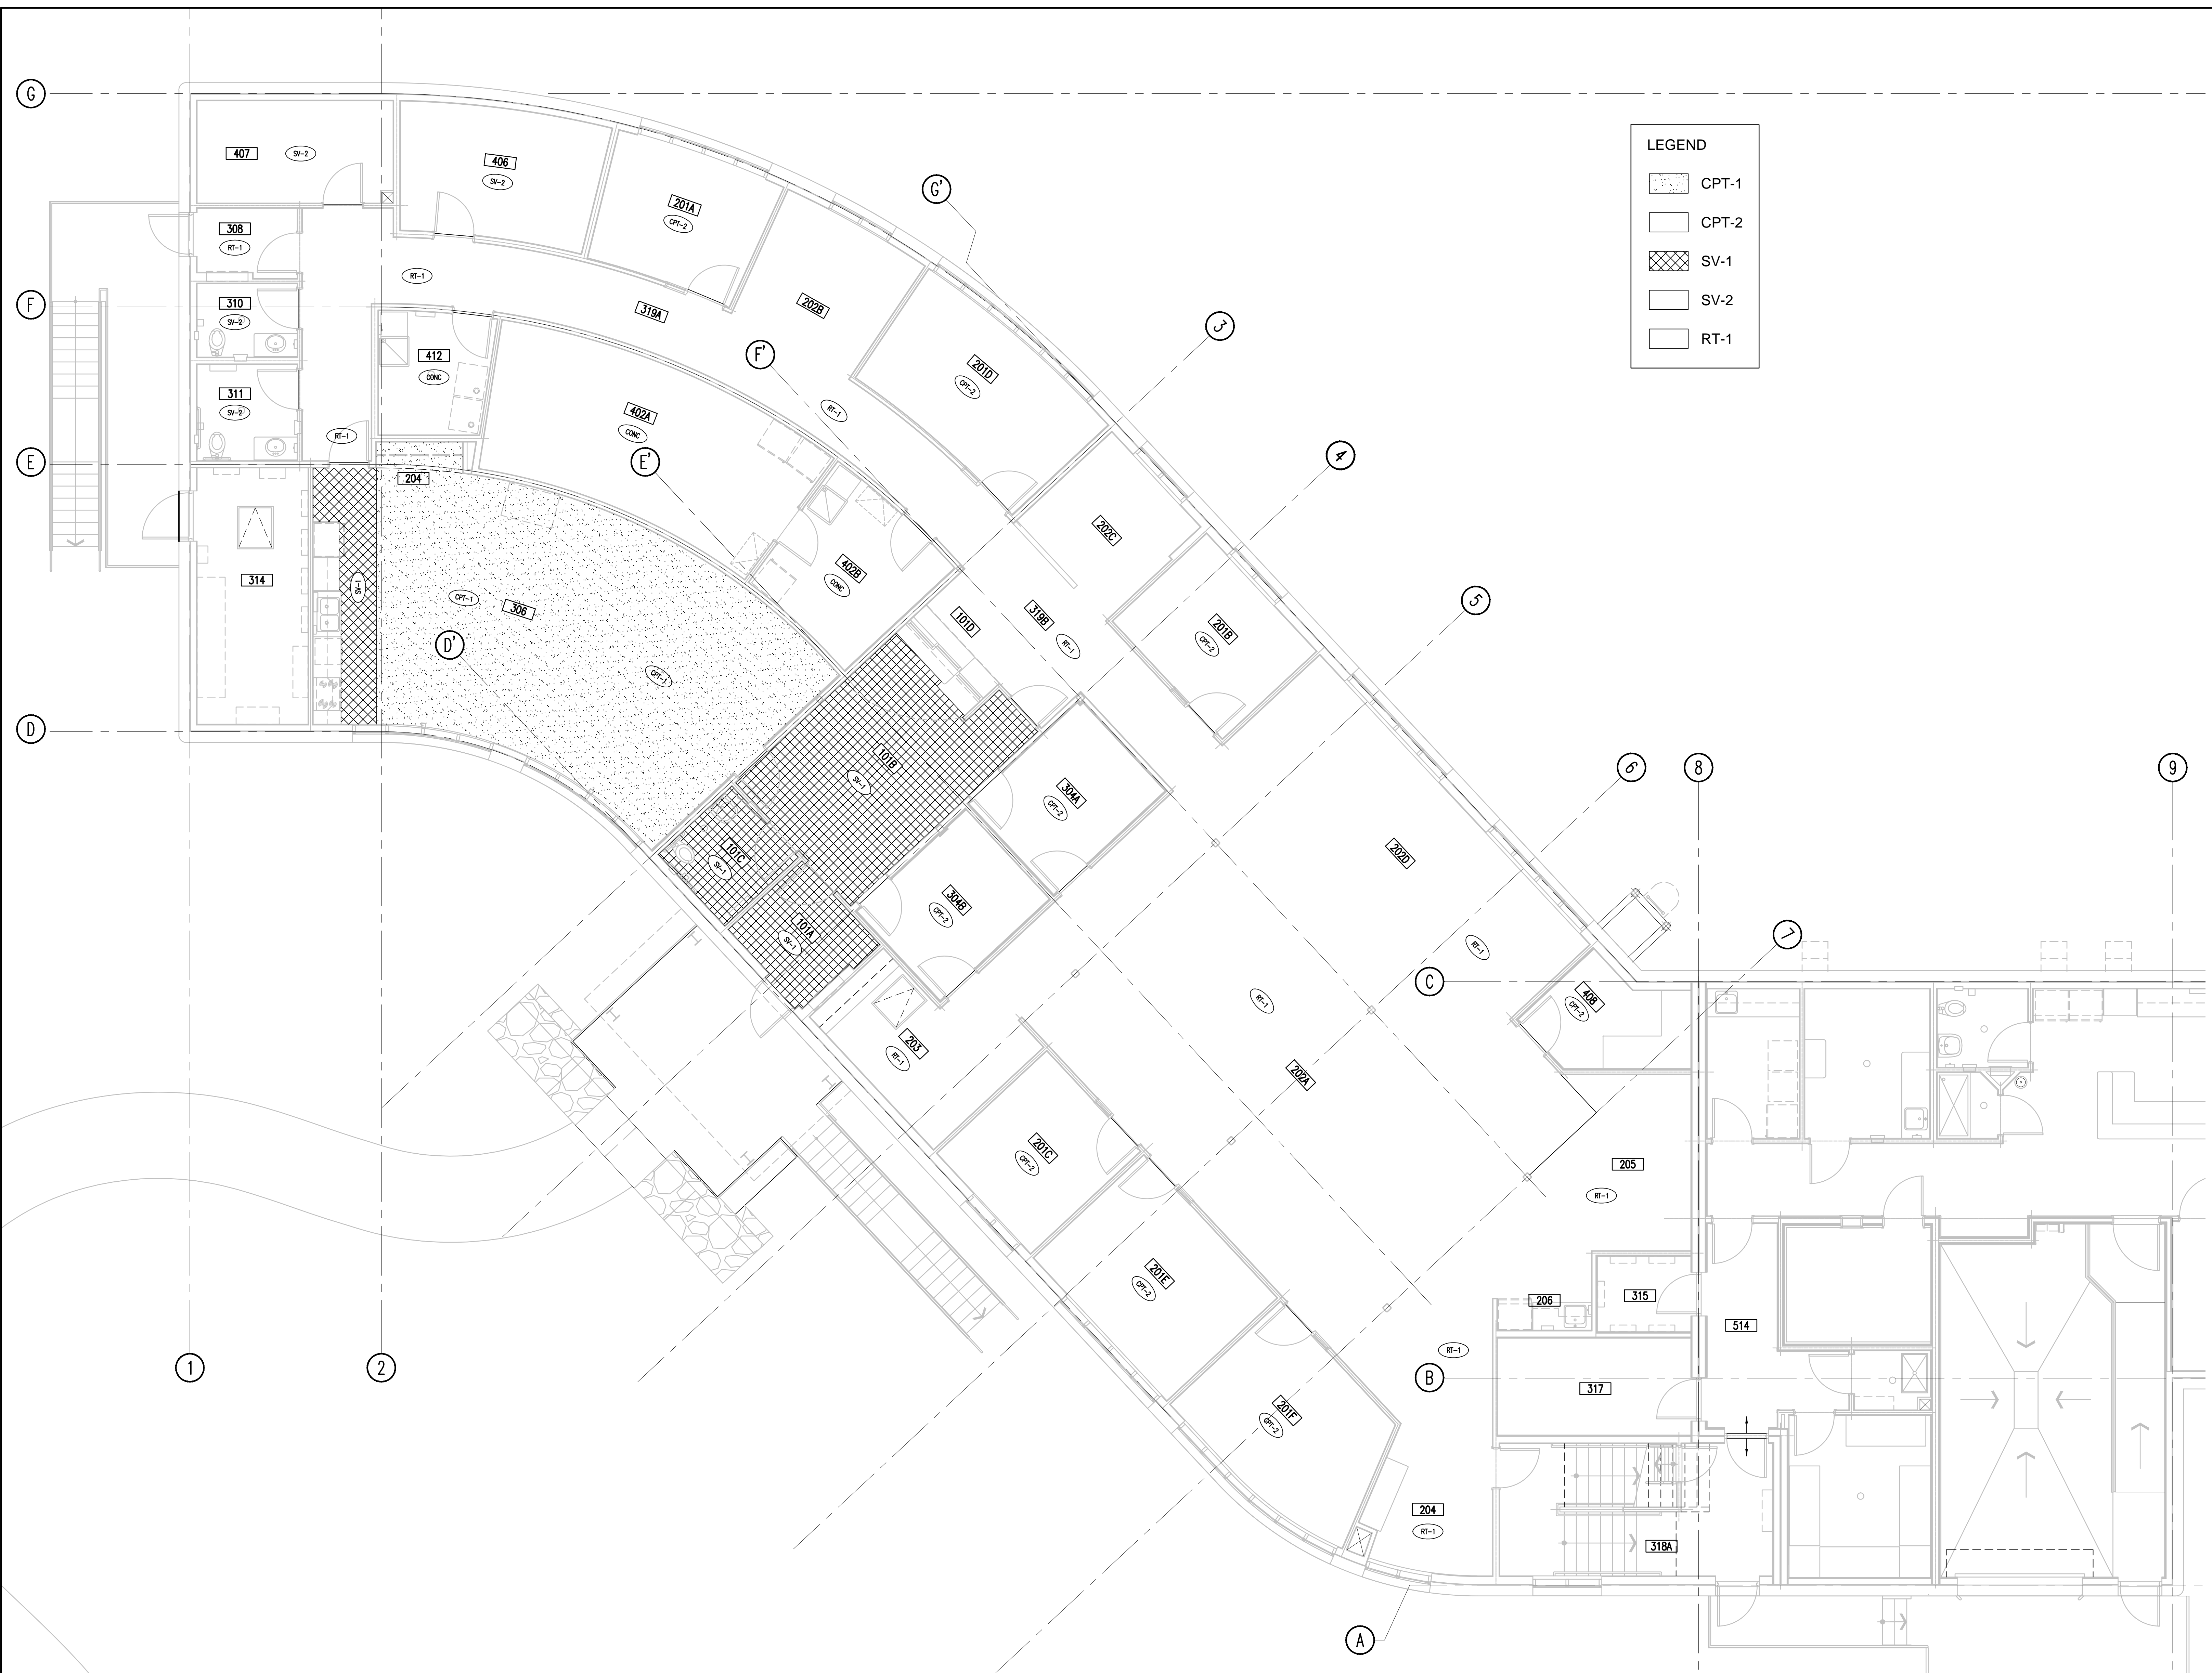 G
LEGEND
CPT-1
CPT-2
SV-1
SV-2
RT-1
407
SV-2
406
SV-2
201A
CPT-2
G'
308
RT-1
RT-1
202B
F
310
SV-2
319A
3
412
CONC
F'
201D
CPT-2
311
SV-2
402A
CONC
RT-1
RT-1
E
E'
4
204
202C
314
SV-1
CPT-1
306
402B
CONC
5
101D
319B
RT-1
201B
CPT-2
D'
CPT-1
D
101B
SV-1
6
8
9
304A
CPT-2
101C
SV-1
202D
304B
CPT-2
101A
SV-1
7
RT-1
C
408
CPT-2
RT-1
203
RT-1
202A
201C
CPT-2
205
RT-1
201E
CPT-2
206
315
514
1
2
RT-1
B
317
201F
CPT-2
204
RT-1
318A
A